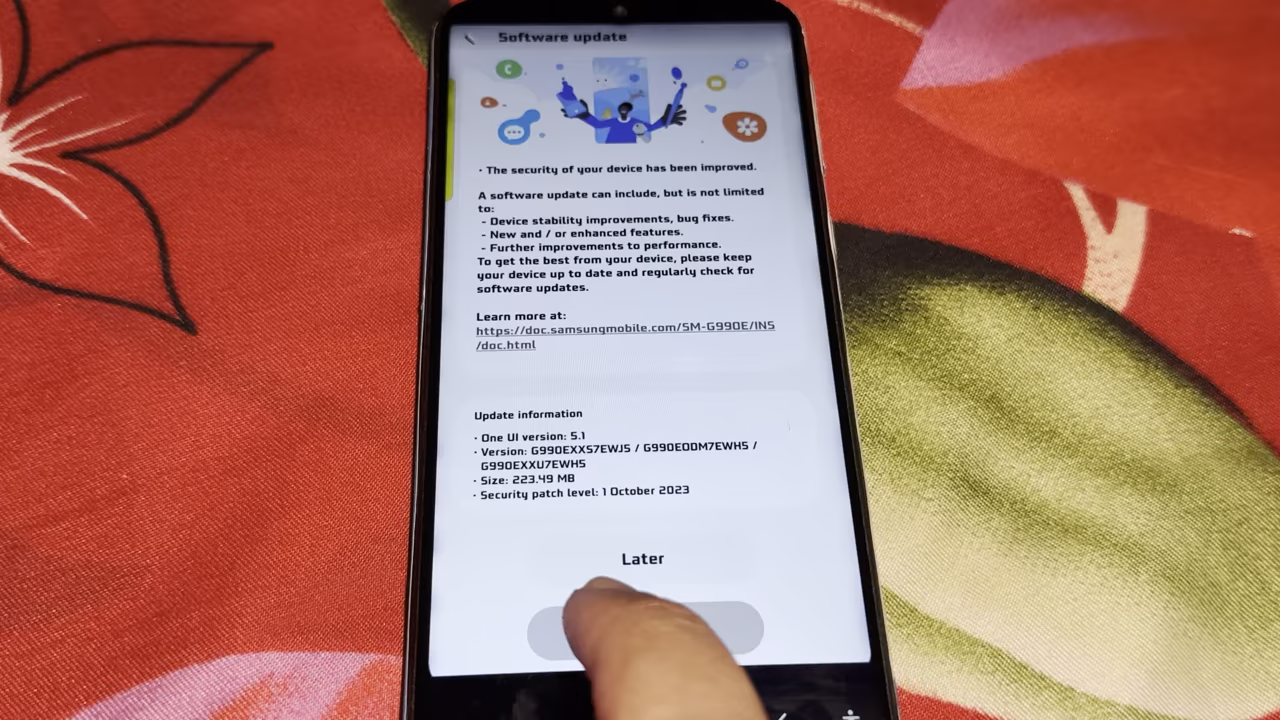 Software update
· The security of your device has been improved.
A software update can include, but is not limited
to:
- Device stability improvements, bug fixes.
- New and / or enhanced features.
- Further improvements to performance.
To get the best from your device, please keep
your device up to date and regularly check for
software updates.
Learn more at:
https://doc.samsungmobile.com/SM-G990E/INS
/doc.html
Update information
· One UI version: 5.1
· Version: G990EXXS7EWJ5 / G990EODM7EWH5 /
G990EXXU7EWH5
· Size: 223.49 MB
· Security patch level: 1 October 2023
Later